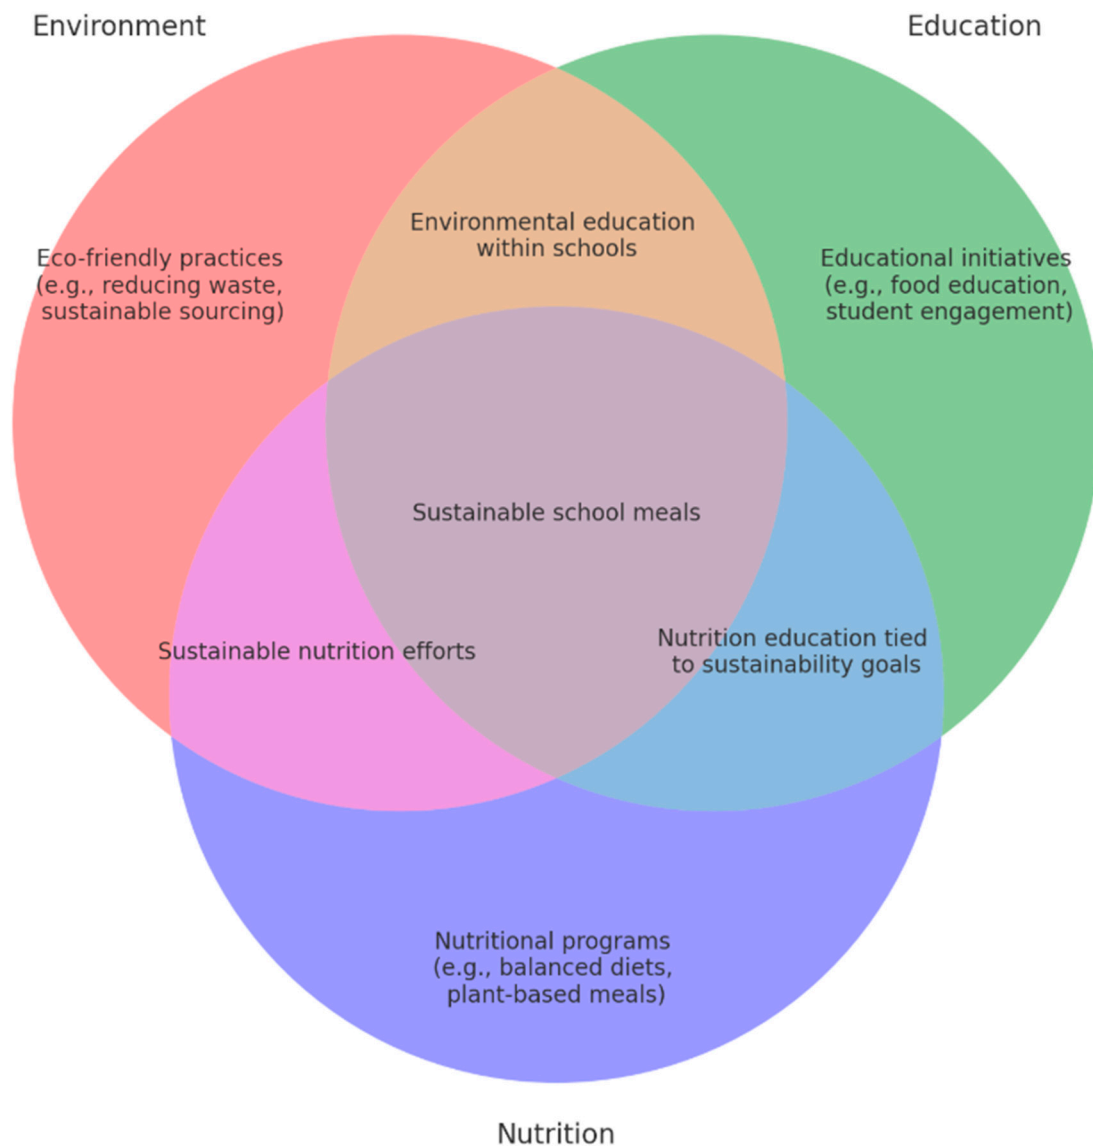 Environment
Education
Environmental education
within schools
Eco-friendly practices
(e.g., reducing waste,
sustainable sourcing)
Educational initiatives
(e.g., food education,
student engagement)
Sustainable school meals
Sustainable nutrition efforts
Nutrition education tied
to sustainability goals
Nutritional programs
(e.g., balanced diets,
plant-based meals)
Nutrition